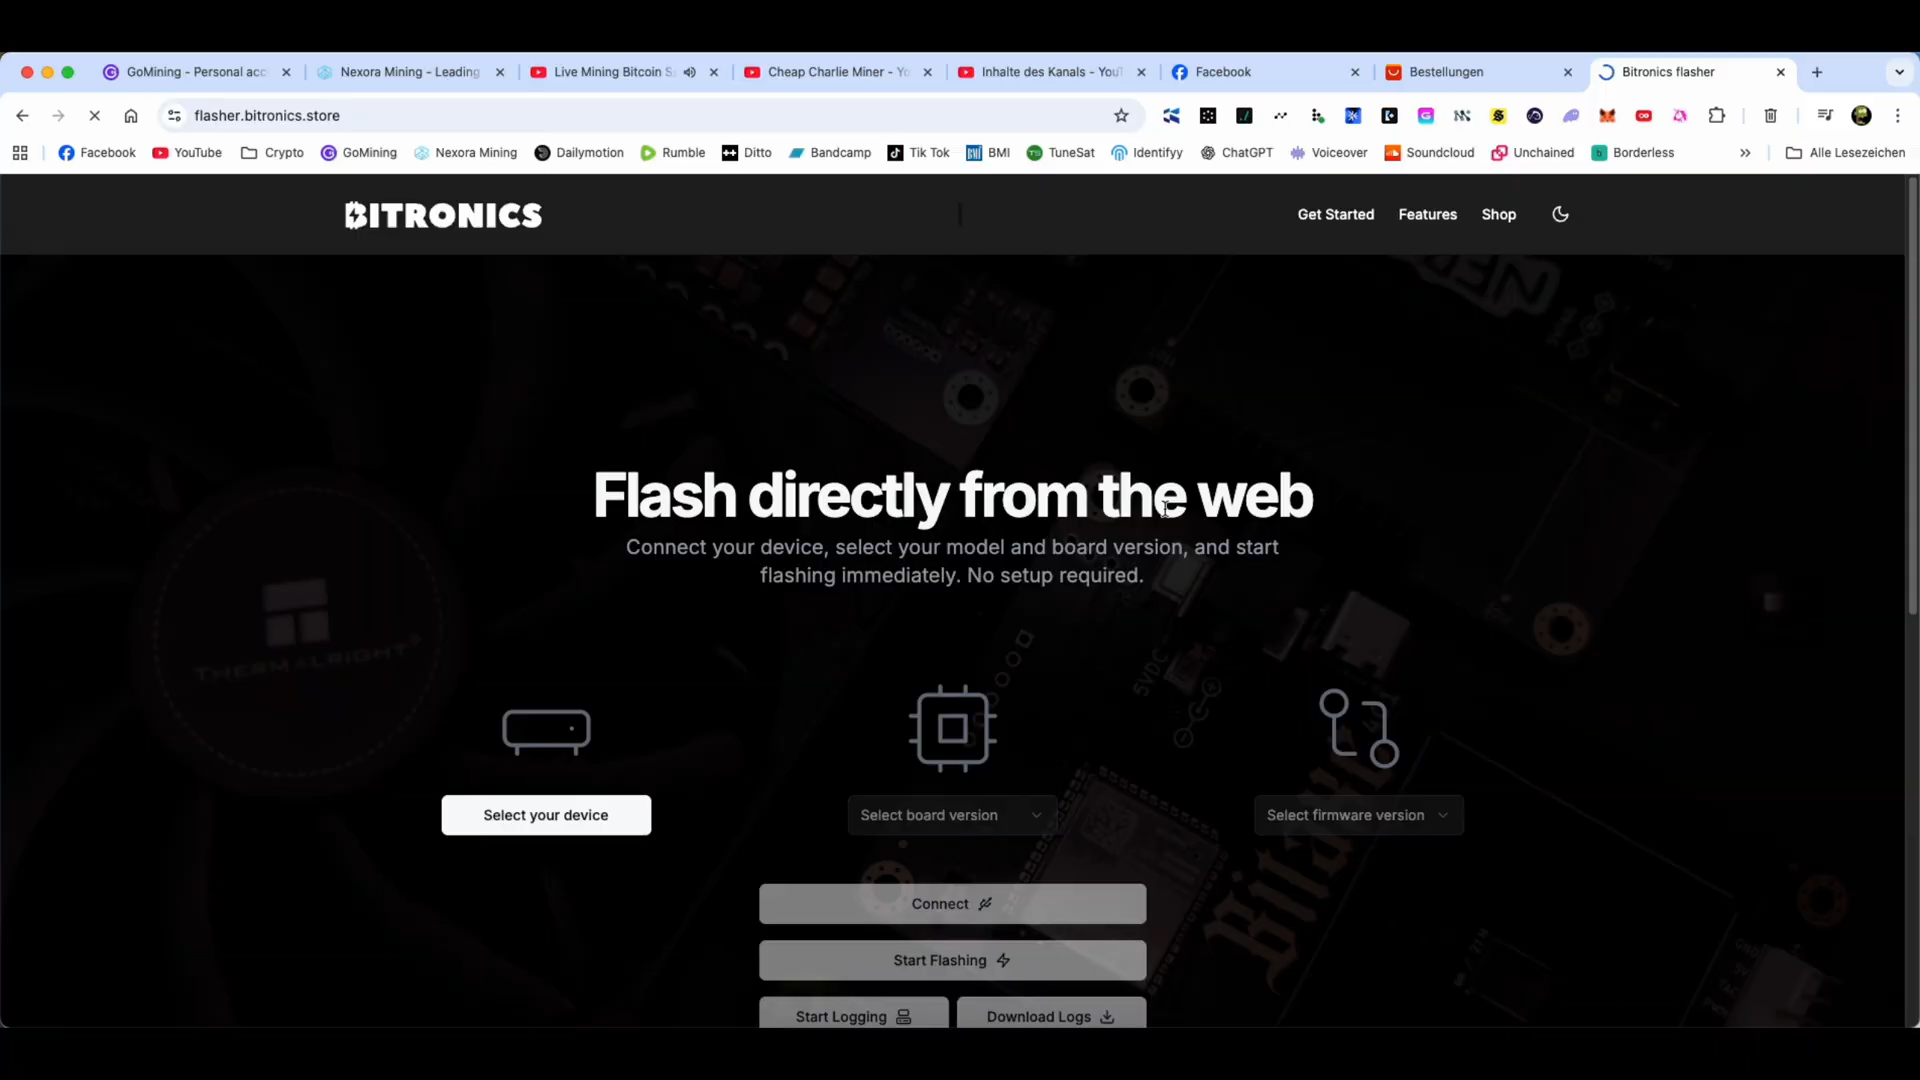 GoMining - Personal acc
Nexora Mining - Leading
Live Mining Bitcoin S
Cheap Charlie Miner - Yo
Inhalte des Kanals - YouT
Facebook
Bestellungen
Bitronics flasher
flasher.bitronics.store
Facebook
YouTube
Crypto
GoMining
Nexora Mining
Dailymotion
Rumble
Ditto
Bandcamp
Tik Tok
BMI
TuneSat
Identifyy
ChatGPT
Voiceover
Soundcloud
Unchained
Borderless
Alle Lesezeichen
BITRONICS
Get Started
Features
Shop
Flash directly from the web
Connect your device, select your model and board version, and start
flashing immediately. No setup required.
THERMALRIGHT
5VDC
Select your device
Select board version
Select firmware version
Connect
Start Flashing
Start Logging
Download Logs